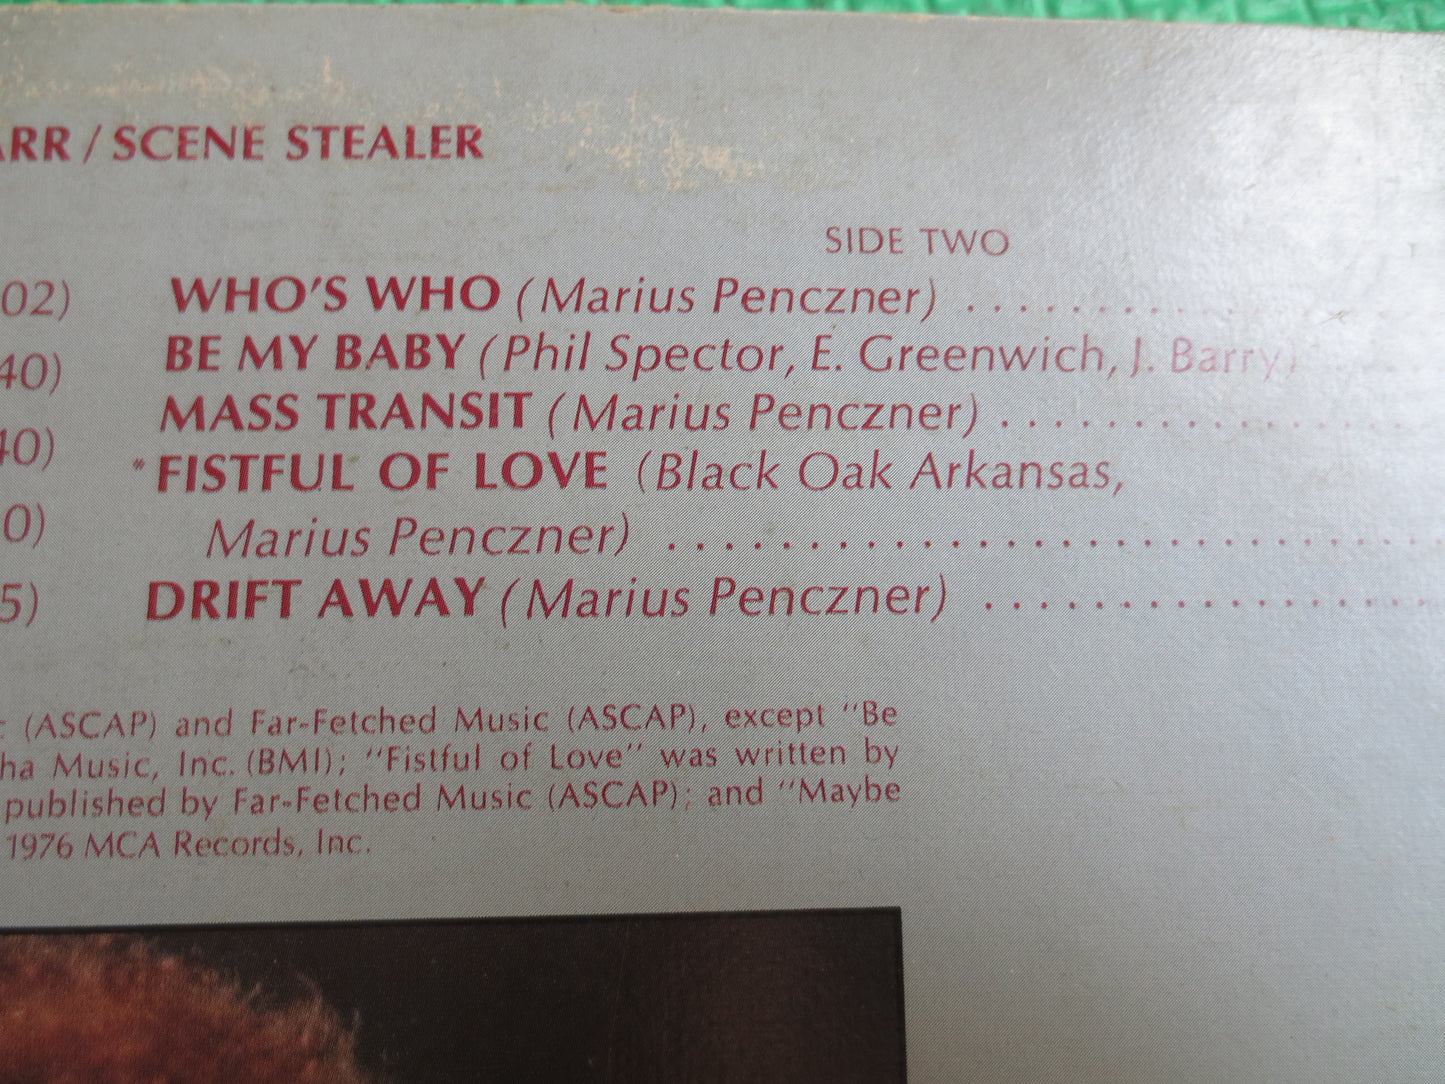 ARR / SCENE STEALER
SIDE TWO
02) WHO'S WHO (Marius Penczner) . . . . . . . . . . . .
40) BE MY BABY (Phil Spector, E. Greenwich, J. Barry) . . . .
40) MASS TRANSIT (Marius Penczner) . . . . . . . . . . . . . . .
0) *FISTFUL OF LOVE (Black Oak Arkansas,
Marius Penczner) . . . . . . . . . . . . . . . . . . . . . . . . . . .
5) DRIFT AWAY (Marius Penczner) . . . . . . . . . . . . . . . .
(ASCAP) and Far-Fetched Music (ASCAP), except "Be
ha Music, Inc. (BMI); "Fistful of Love" was written by
published by Far-Fetched Music (ASCAP); and "Maybe
1976 MCA Records, Inc.